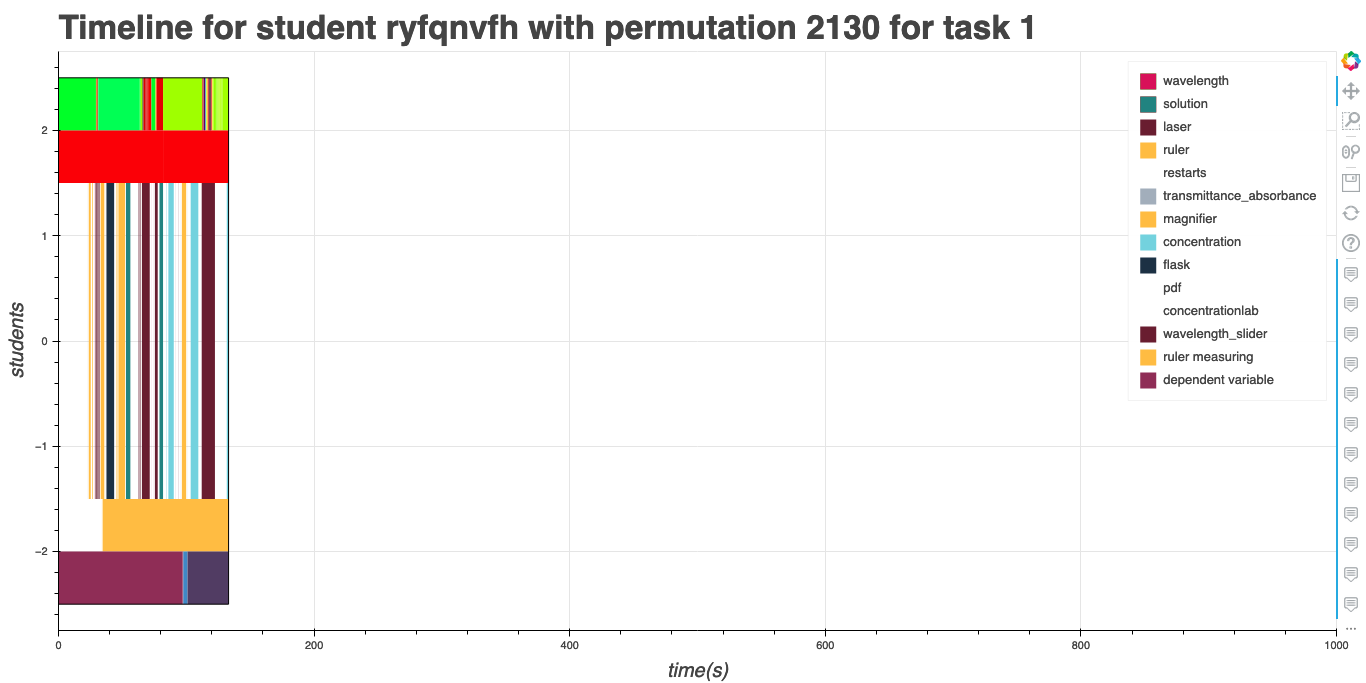 Timeline for student ryfqnvfh with permutation 2130 for task 1
wavelength
solution
laser
ruler
restarts
transmittance_absorbance
magnifier
concentration
flask
pdf
concentrationlab
wavelength_slider
ruler measuring
dependent variable
students
2
1
0
−1
−2
0 200 400 600 800 1000
time(s)